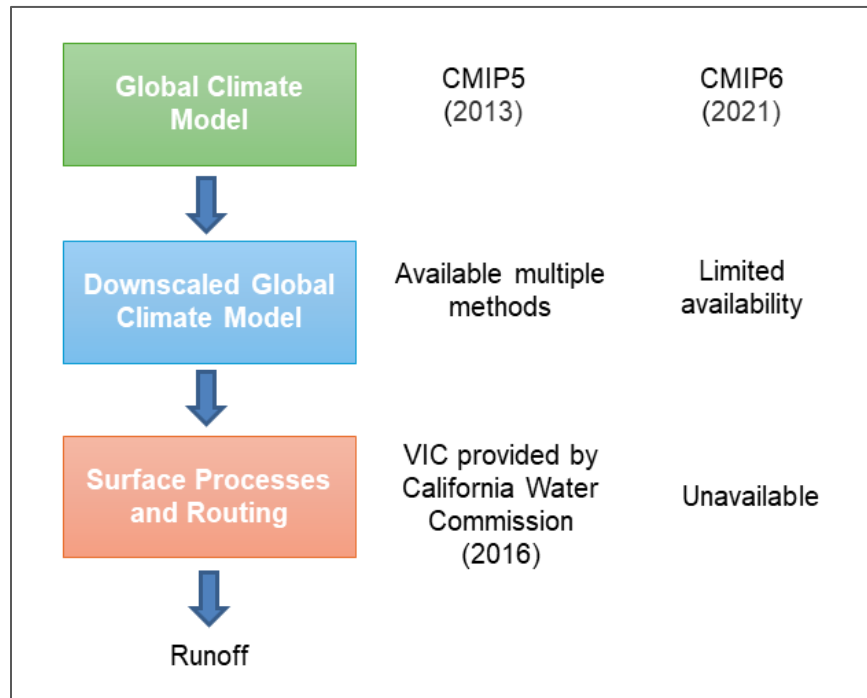 Global Climate
Model
CMIP5
(2013)
CMIP6
(2021)
Downscaled Global
Climate Model
Available multiple
methods
Limited
availability
Surface Processes
and Routing
VIC provided by
California Water
Commission
(2016)
Unavailable
Runoff